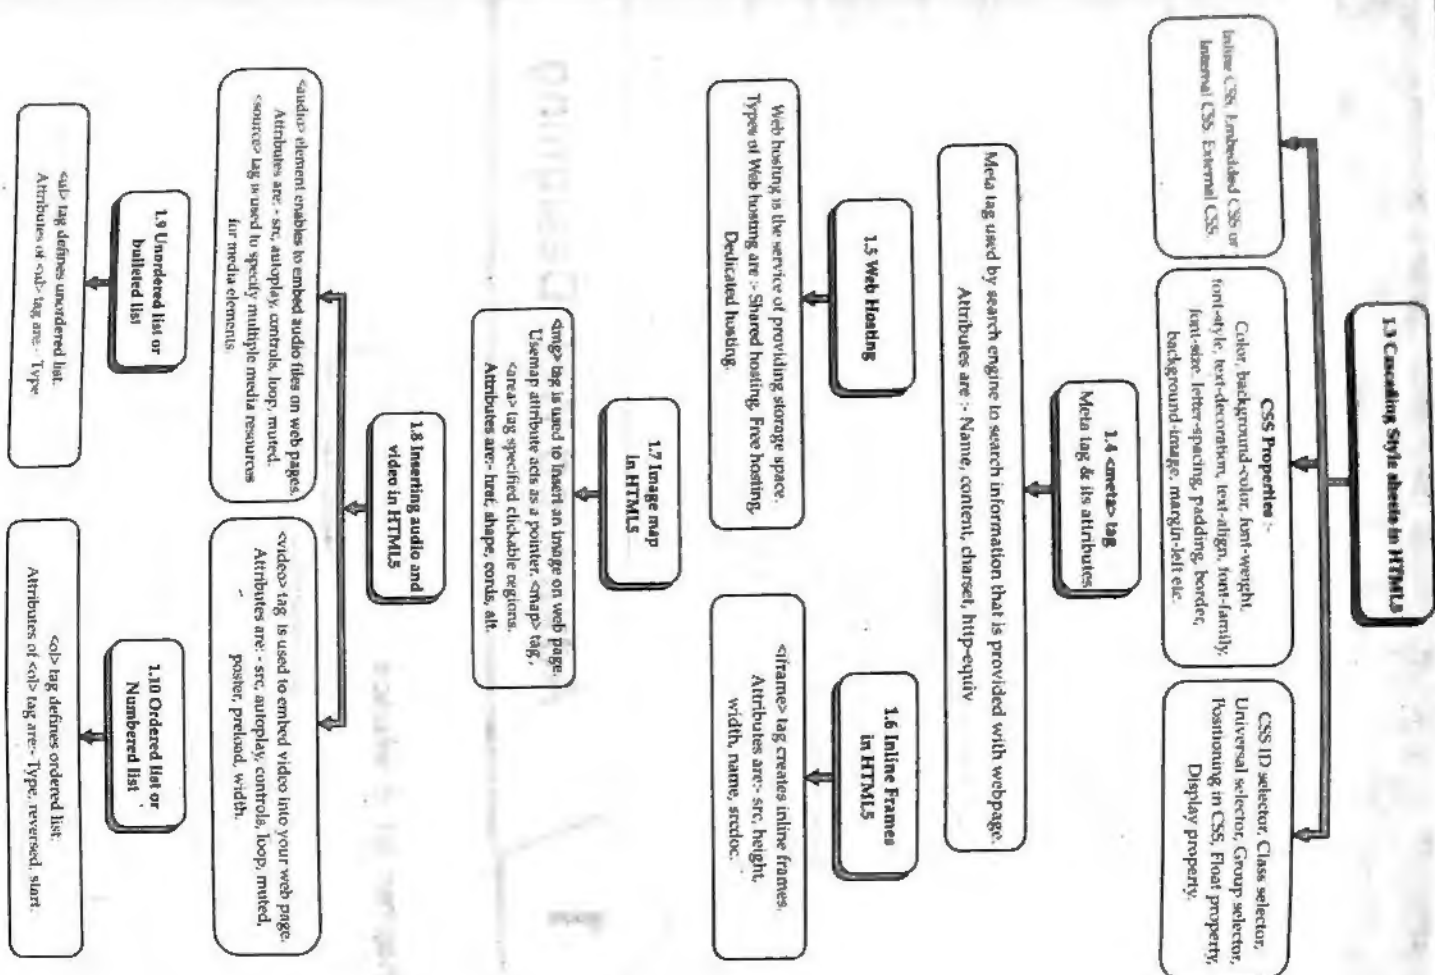 1.3 Cascading Style sheets in HTML5
Inline CSS, Embedded CSS or
Internal CSS, External CSS.
CSS Properties :-
Color, background-color, font-weight,
font-style, text-decoration, text-align, font-family,
font-size, letter-spacing, padding, border,
background-image, margin-left etc.
CSS ID selector, Class selector,
Universal selector, Group selector,
Positioning in CSS, Float property,
Display property.
1.4 <meta> tag
Meta tag & its attributes
Meta tag used by search engine to search information that is provided with webpage.
Attributes are :- Name, content, charset, http-equiv
1.5 Web Hosting
Web hosting is the service of providing storage space.
Types of Web hosting are :- Shared hosting, Free hosting,
Dedicated hosting.
1.6 Inline Frames
in HTML5
<iframe> tag creates inline frames.
Attributes are:- src, height,
width, name, srcdoc.
1.7 Image map
in HTML5
<img> tag is used to insert an image on web page.
Usemap attribute acts as a pointer. <map> tag ,
<area> tag specified clickable regions.
Attributes are:- href, shape, cords, alt.
1.8 Inserting audio and
video in HTML5
<audio> element enables to embed audio files on web pages.
Attributes are: - src, autoplay, controls, loop, muted.
<source> tag is used to specify multiple media resources
for media elements.
<video> tag is used to embed video into your web page.
Attributes are: - src, autoplay, controls, loop, muted,
poster, preload, width.
1.9 Unordered list or
bulleted list
<ul> tag defines unordered list.
Attributes of <ul> tag are: - Type
1.10 Ordered list or
Numbered list
<ol> tag defines ordered list.
Attributes of <ol> tag are:- Type, reversed, start.